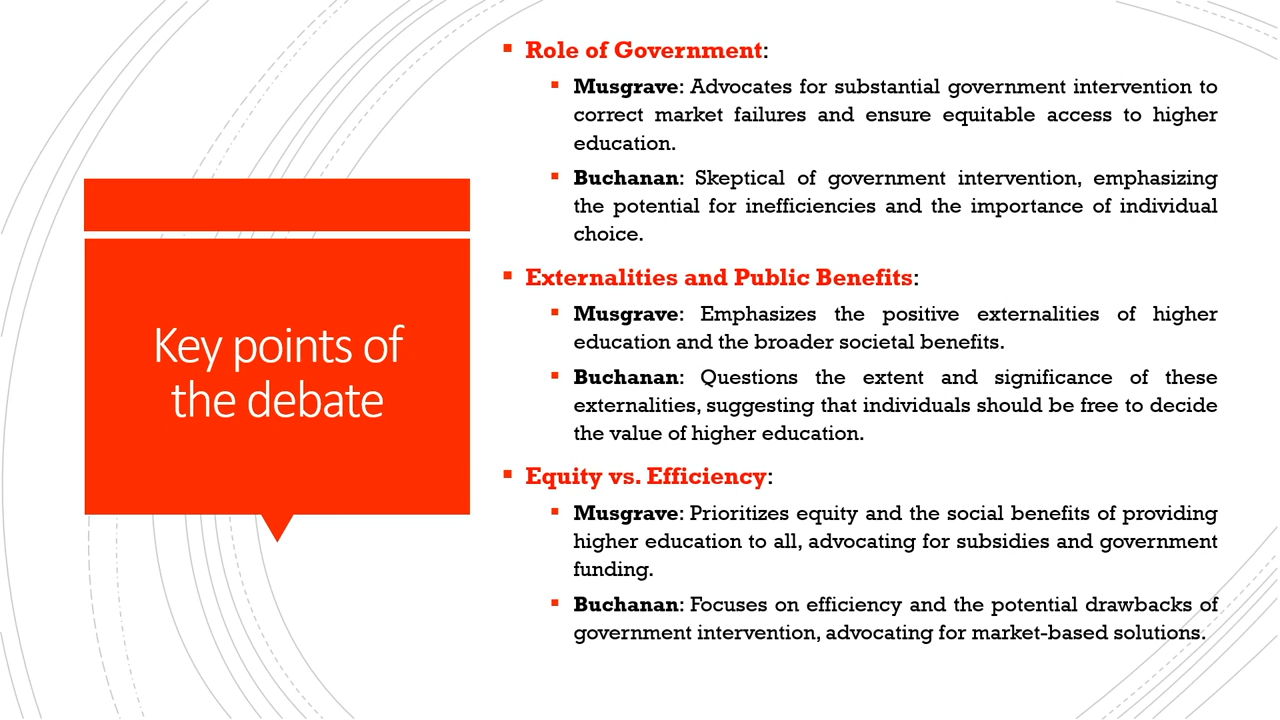 Key points of
the debate
Role of Government:
Musgrave: Advocates for substantial government intervention to
correct market failures and ensure equitable access to higher
education.
Buchanan: Skeptical of government intervention, emphasizing
the potential for inefficiencies and the importance of individual
choice.
Externalities and Public Benefits:
Musgrave: Emphasizes the positive externalities of higher
education and the broader societal benefits.
Buchanan: Questions the extent and significance of these
externalities, suggesting that individuals should be free to decide
the value of higher education.
Equity vs. Efficiency:
Musgrave: Prioritizes equity and the social benefits of providing
higher education to all, advocating for subsidies and government
funding.
Buchanan: Focuses on efficiency and the potential drawbacks of
government intervention, advocating for market-based solutions.